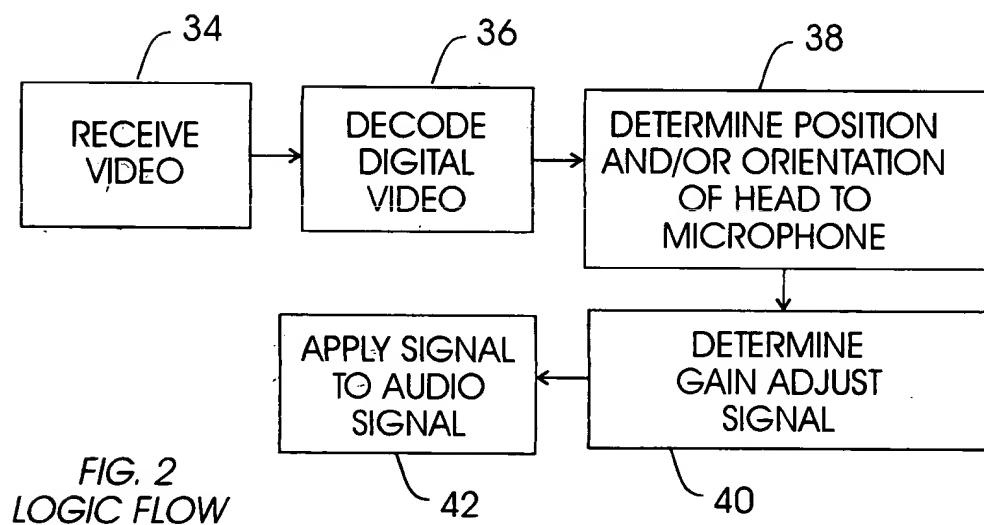 34
RECEIVE
VIDEO
36
DECODE
DIGITAL
VIDEO
38
DETERMINE POSITION
AND/OR ORIENTATION
OF HEAD TO
MICROPHONE
DETERMINE
GAIN ADJUST
SIGNAL
40
APPLY SIGNAL
TO AUDIO
SIGNAL
42
FIG. 2
LOGIC FLOW